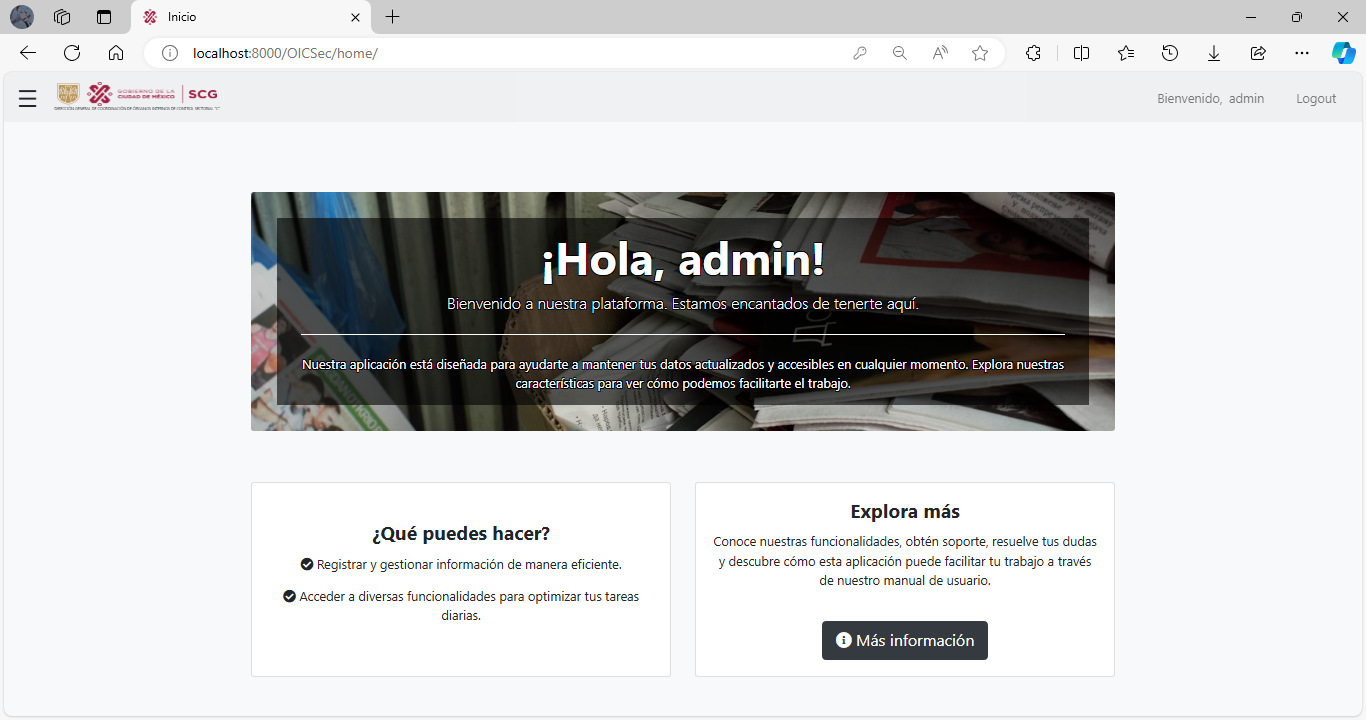 Inicio
localhost:8000/OICSec/home/
GOBIERNO DE LA
CIUDAD DE MÉXICO
SCG
DIRECCIÓN GENERAL DE COORDINACIÓN DE ÓRGANOS INTERNOS DE CONTROL SECTORIAL "C"
Bienvenido, admin
Logout
¡Hola, admin!
Bienvenido a nuestra plataforma. Estamos encantados de tenerte aquí.
Nuestra aplicación está diseñada para ayudarte a mantener tus datos actualizados y accesibles en cualquier momento. Explora nuestras
características para ver cómo podemos facilitarte el trabajo.
¿Qué puedes hacer?
Registrar y gestionar información de manera eficiente.
Acceder a diversas funcionalidades para optimizar tus tareas
diarias.
Explora más
Conoce nuestras funcionalidades, obtén soporte, resuelve tus dudas
y descubre cómo esta aplicación puede facilitar tu trabajo a través
de nuestro manual de usuario.
Más información